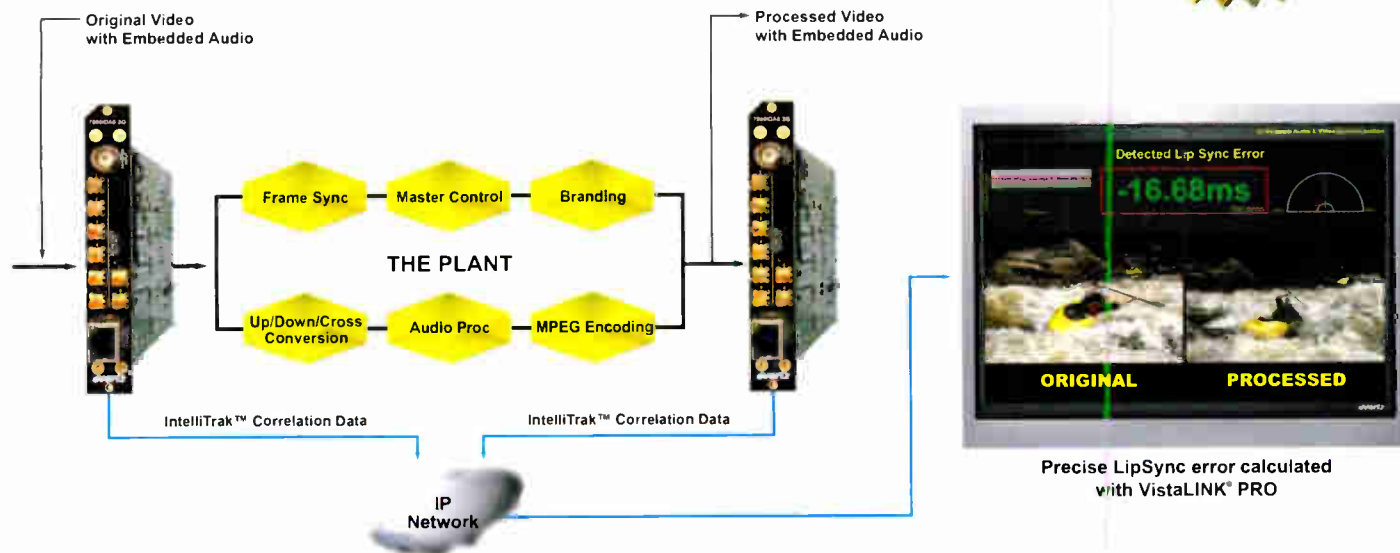 Original Video
with Embedded Audio
Processed Video
with Embedded Audio
Frame Sync
Master Control
Branding
THE PLANT
Up/Down/Cross
Conversion
Audio Proc
MPEG Encoding
IntelliTrak™ Correlation Data
IntelliTrak™ Correlation Data
IP
Network
Detected Lip Sync Error
-16.68ms
ORIGINAL
PROCESSED
evertz
Precise LipSync error calculated
with VistaLINK® PRO